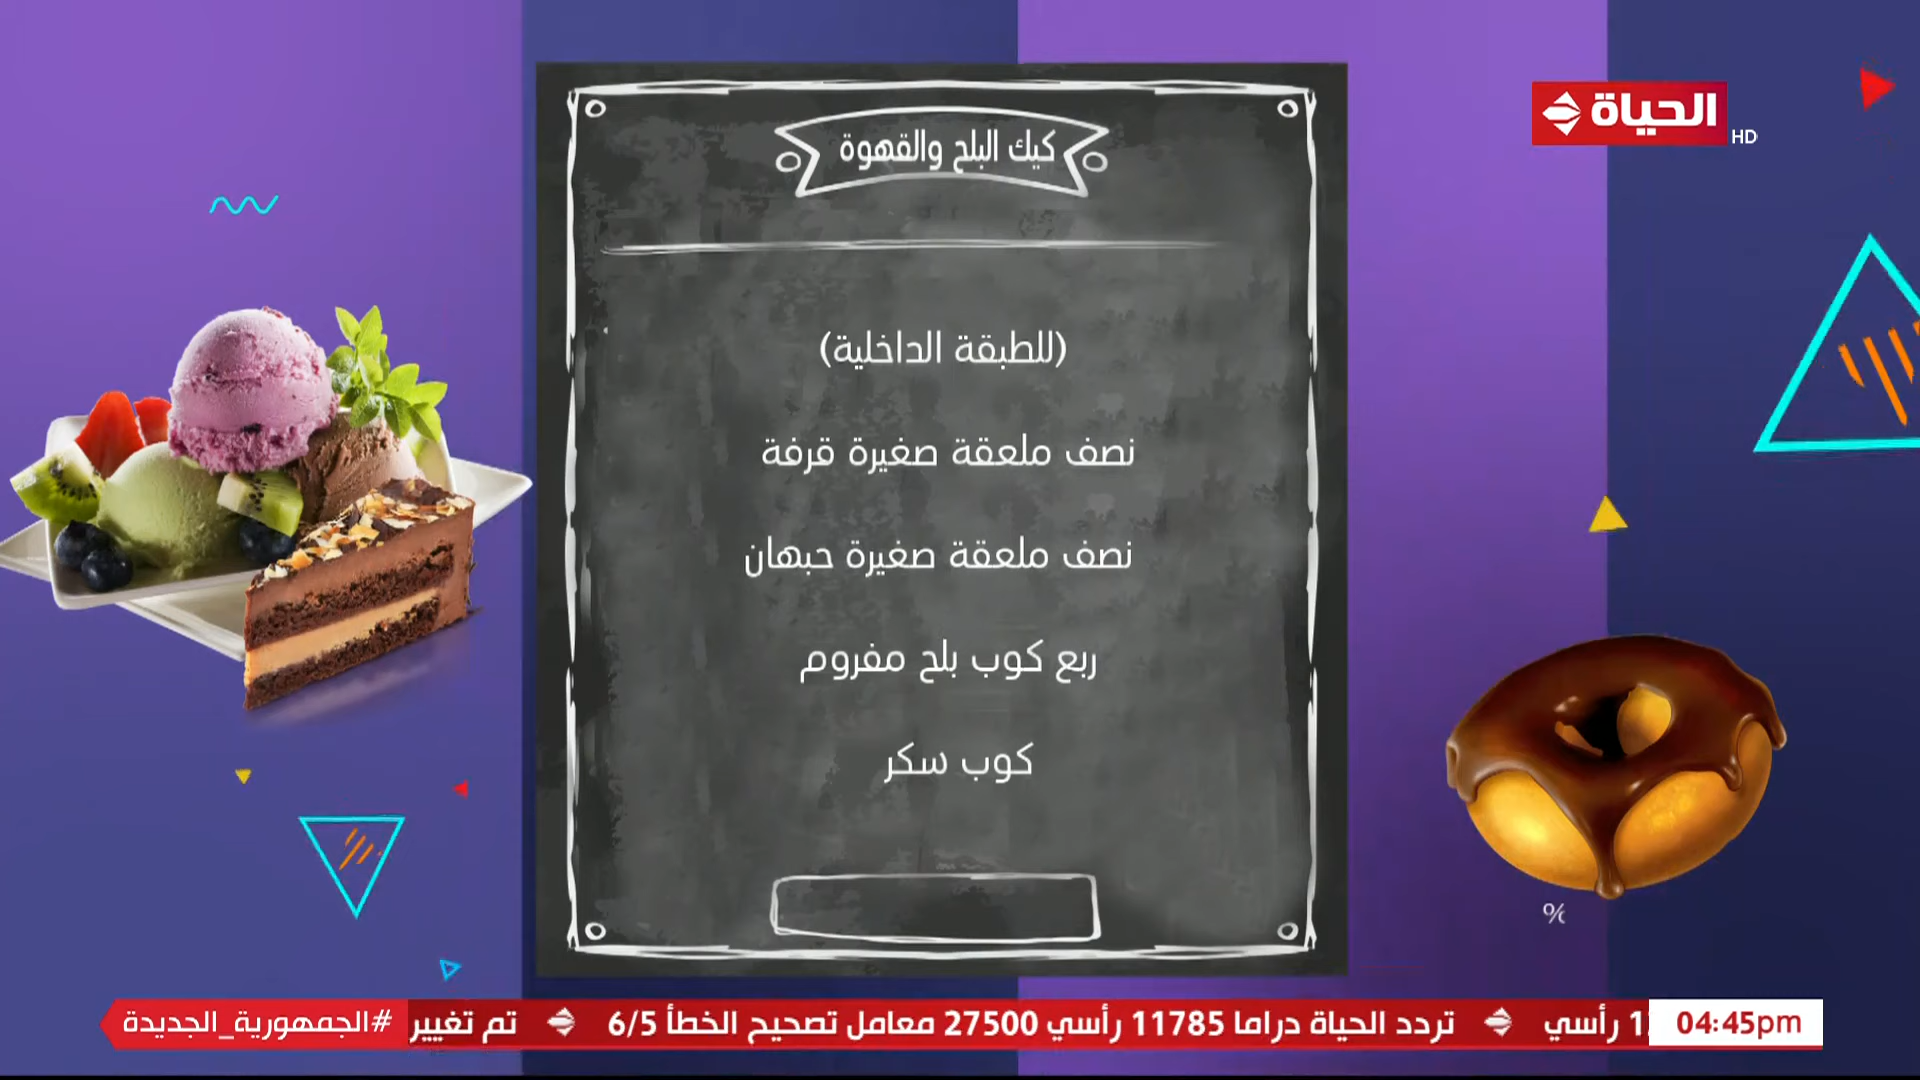 الحياة
HD
كيك البلح والقهوة
(للطبقة الداخلية)
نصف ملعقة صغيرة قرفة
نصف ملعقة صغيرة حبهان
ربع كوب بلح مفروم
كوب سكر
%
#الجمهورية_الجديدة
رأسي تردد الحياة دراما 11785 رأسي 27500 معامل تصحيح الخطأ 6/5 تم تغيير
04:45pm